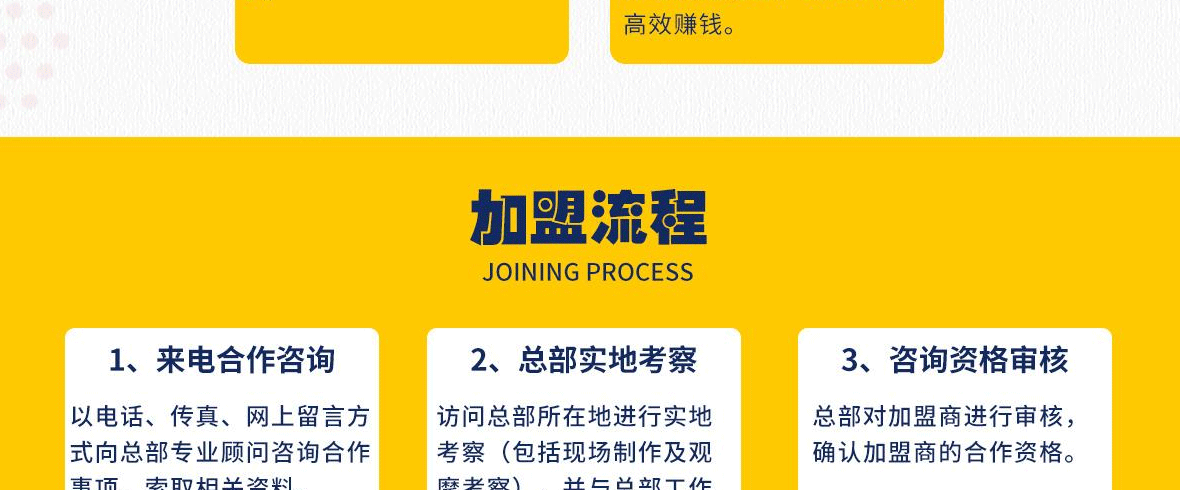 高效赚钱。
加盟流程
JOINING PROCESS
1、来电合作咨询
以电话、传真、网上留言方
式向总部专业顾问咨询合作
事项，索取相关资料。
2、总部实地考察
访问总部所在地进行实地
考察（包括现场制作及观
摩考察），并与总部工作
3、咨询资格审核
总部对加盟商进行审核，
确认加盟商的合作资格。